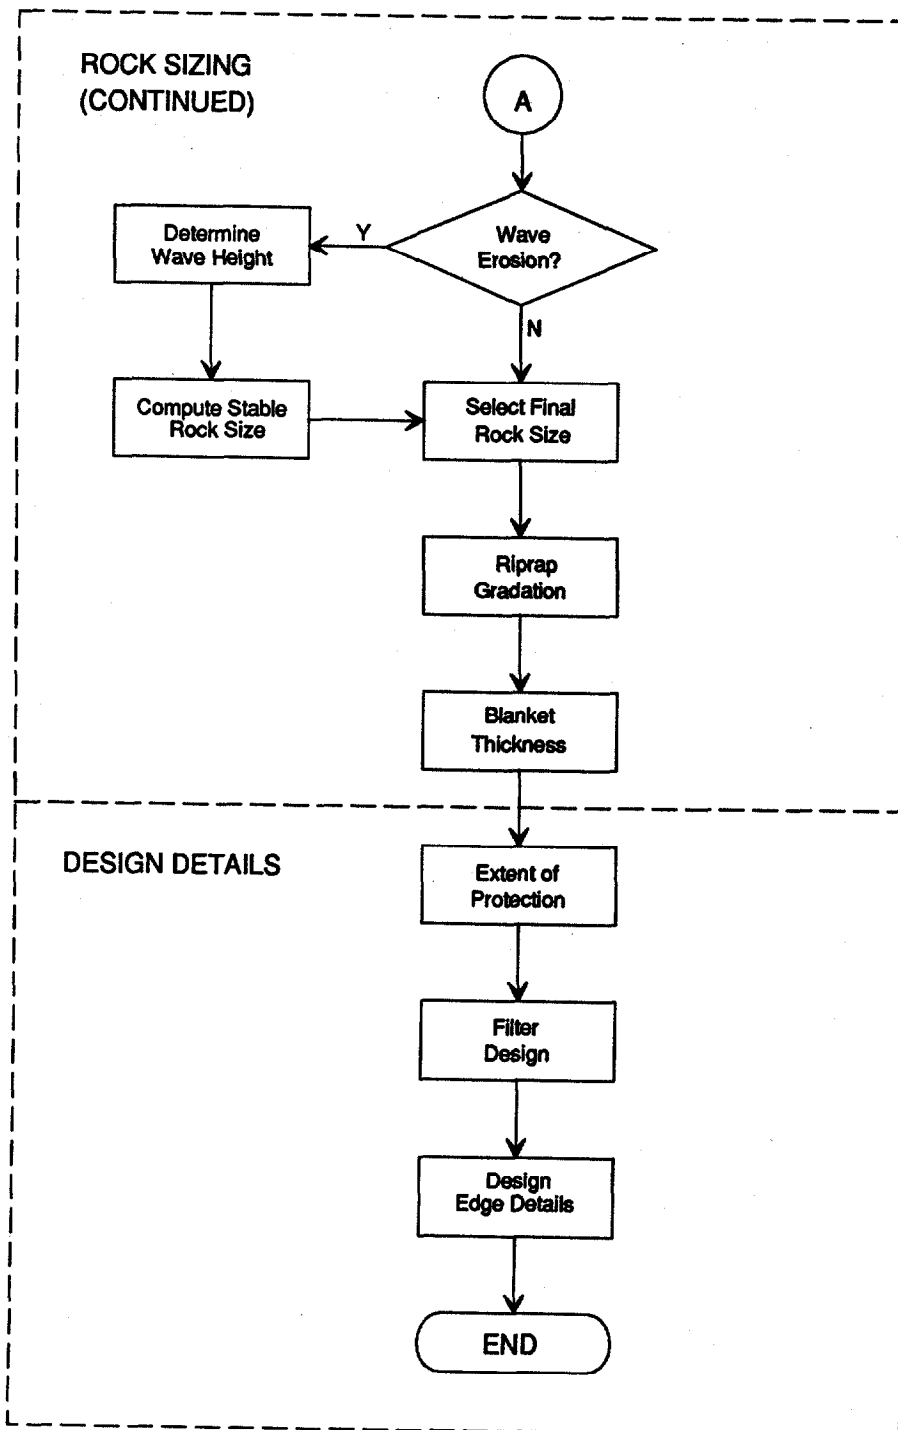 ROCK SIZING
(CONTINUED)
A
Wave
Erosion?
Y
Determine
Wave Height
N
Compute Stable
Rock Size
Select Final
Rock Size
Riprap
Gradation
Blanket
Thickness
DESIGN DETAILS
Extent of
Protection
Filter
Design
Design
Edge Details
END